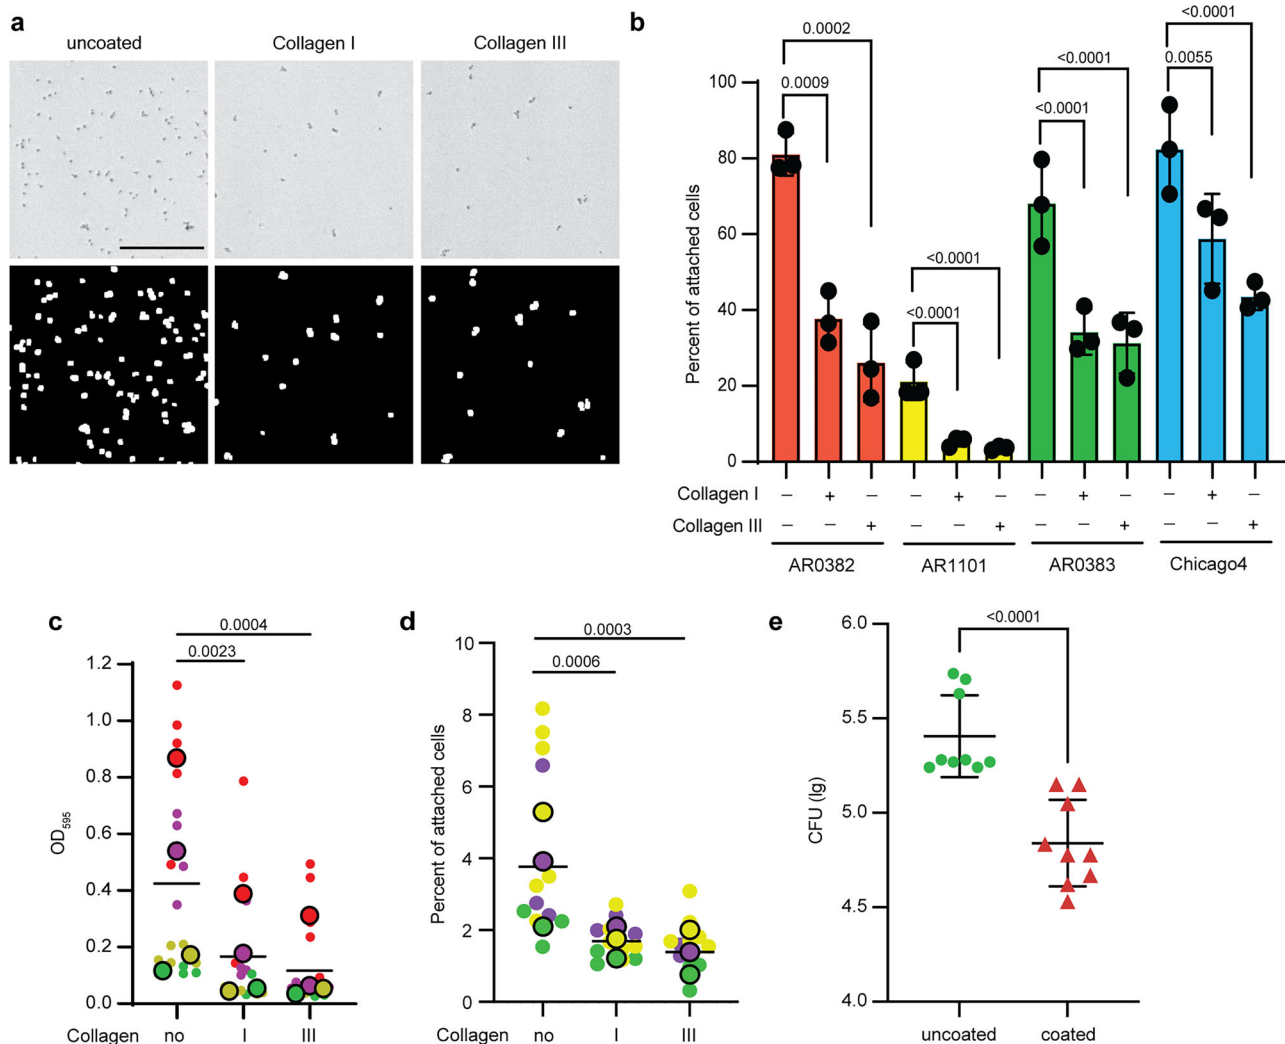 a
uncoated Collagen I Collagen III
b
Percent of attached cells
100
80
60
40
20
0
0.0002
0.0009
<0.0001
<0.0001
<0.0001
<0.0001
<0.0001
0.0055
Collagen I − + − − + − − + − − + −
Collagen III − − + − − + − − + − − +
AR0382 AR1101 AR0383 Chicago4
c
0.0004
0.0023
OD595
1.2
1.0
0.8
0.6
0.4
0.2
0.0
Collagen no I III
d
0.0003
0.0006
Percent of attached cells
10
8
6
4
2
0
Collagen no I III
e
<0.0001
CFU (lg)
6.0
5.5
5.0
4.5
4.0
uncoated coated